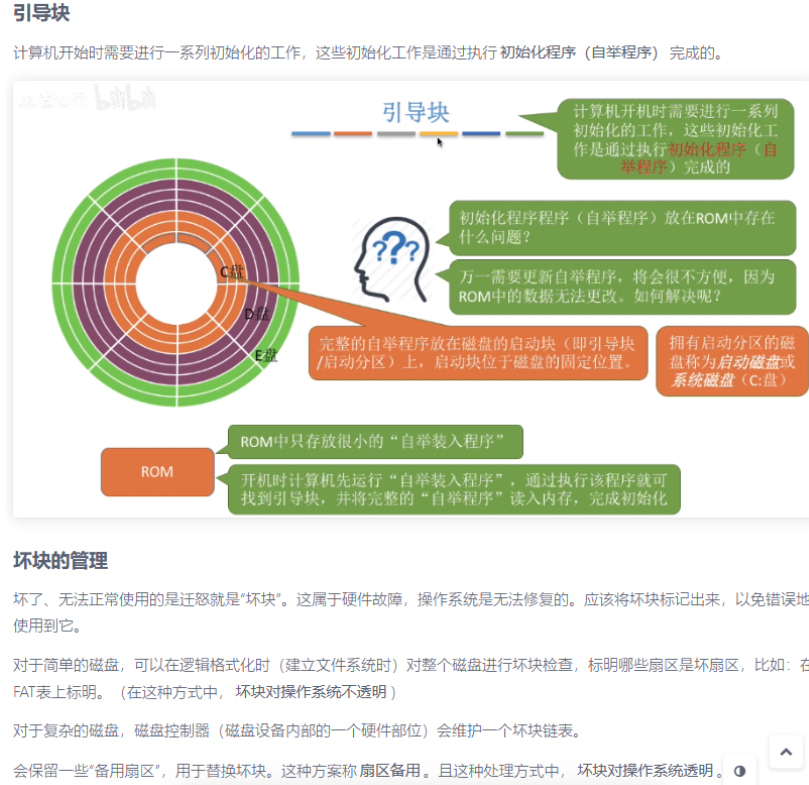 引导块
计算机开始时需要进行一系列初始化的工作，这些初始化工作是通过执行 初始化程序（自举程序） 完成的。
bilibili
引导块
计算机开机时需要进行一系列
初始化的工作，这些初始化工
作是通过执行初始化程序（自
举程序）完成的
初始化程序程序（自举程序）放在ROM中存在
什么问题？
???
万一需要更新自举程序，将会很不方便，因为
ROM中的数据无法更改。如何解决呢？
C盘
D盘
E盘
完整的自举程序放在磁盘的启动块（即引导块
/启动分区）上，启动块位于磁盘的固定位置。
拥有启动分区的磁
盘称为启动磁盘或
系统磁盘（C:盘）
ROM中只存放很小的“自举装入程序”
ROM
开机时计算机先运行“自举装入程序”，通过执行该程序就可
找到引导块，并将完整的“自举程序”读入内存，完成初始化
坏块的管理
坏了、无法正常使用的是迁怒就是“坏块”。这属于硬件故障，操作系统是无法修复的。应该将坏块标记出来，以免错误地
使用到它。
对于简单的磁盘，可以在逻辑格式化时（建立文件系统时）对整个磁盘进行坏块检查，标明哪些扇区是坏扇区，比如：在
FAT表上标明。（在这种方式中， 坏块对操作系统不透明 ）
对于复杂的磁盘，磁盘控制器（磁盘设备内部的一个硬件部位）会维护一个坏块链表。
会保留一些“备用扇区”，用于替换坏块。这种方案称 扇区备用 。且这种处理方式中， 坏块对操作系统透明 。